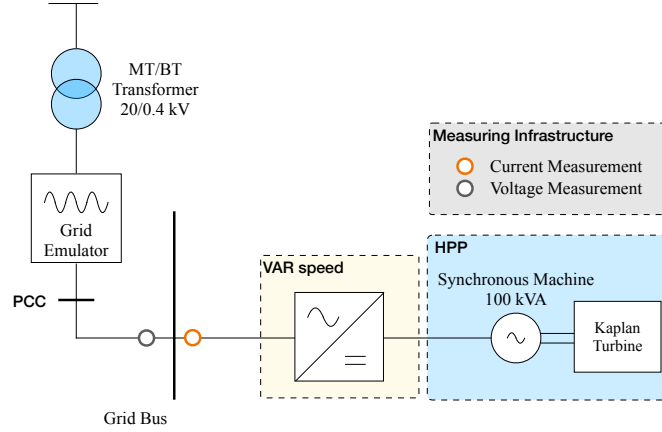 MT/BT
Transformer
20/0.4 kV
Measuring Infrastructure
Current Measurement
Voltage Measurement
Grid
Emulator
PCC
VAR speed
HPP
Synchronous Machine
100 kVA
Kaplan
Turbine
Grid Bus